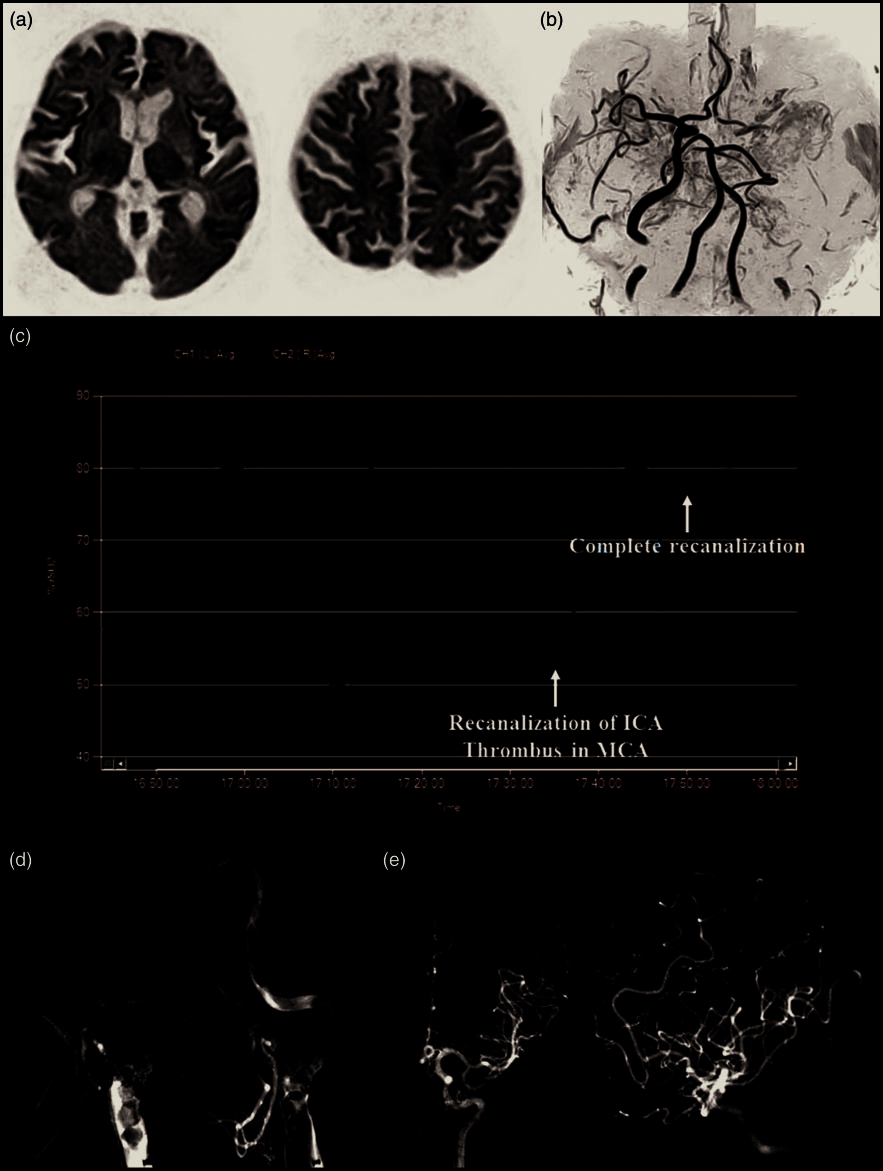 (a)
(b)
(c)
CH1 [ L ] Avg CH2 [ R ] Avg
90
80
70
60
50
40
Complete recanalization
Recanalization of ICA
Thrombus in MCA
16:50:00 17:00:00 17:10:00 17:20:00 17:30:00 17:40:00 17:50:00 18:00:00
Time
(d)
(e)